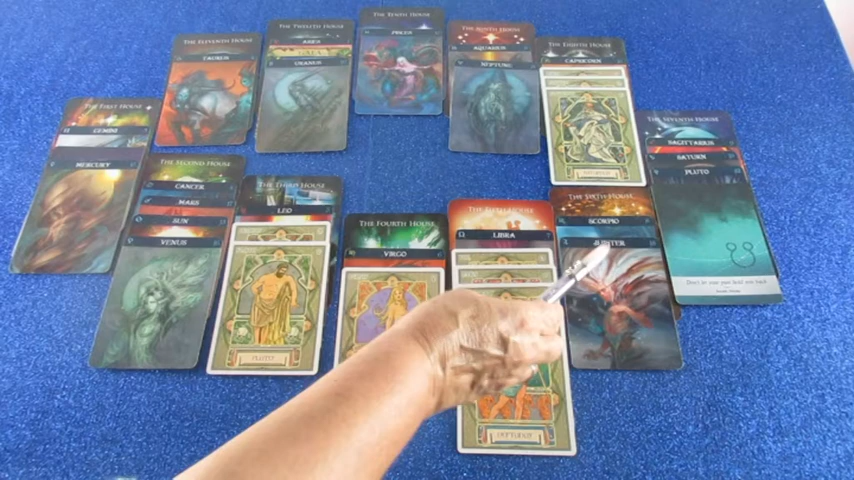 THE TENTH HOUSE
PISCES
THE TWELFTH HOUSE
ARIES
URANUS
THE NINTH HOUSE
AQUARIUS
NEPTUNE
THE ELEVENTH HOUSE
TAURUS
THE EIGHTH HOUSE
CAPRICORN
THE FIRST HOUSE
GEMINI
MERCURY
THE SEVENTH HOUSE
SAGITTARIUS
SATURN
PLUTO
Don't let your past hold you back
THE SECOND HOUSE
CANCER
MARS
SUN
VENUS
THE THIRD HOUSE
LEO
PLUTO
THE FOURTH HOUSE
VIRGO
THE FIFTH HOUSE
LIBRA
NEPTUNE
THE SIXTH HOUSE
SCORPIO
JUPITER